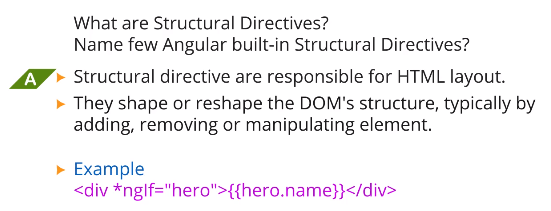 What are Structural Directives?
Name few Angular built-in Structural Directives?
A Structural directive are responsible for HTML layout.
They shape or reshape the DOM's structure, typically by
adding, removing or manipulating element.
Example
<div *ngIf="hero">{{hero.name}}</div>